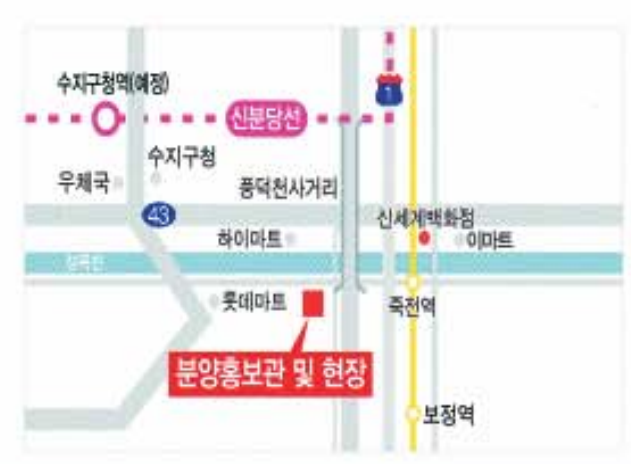 수지구청역(예정)
1
신분당선
수지구청
우체국
풍덕천사거리
43
신세계백화점
하이마트
이마트
롯데마트
죽전역
분양홍보관 및 현장
보정역